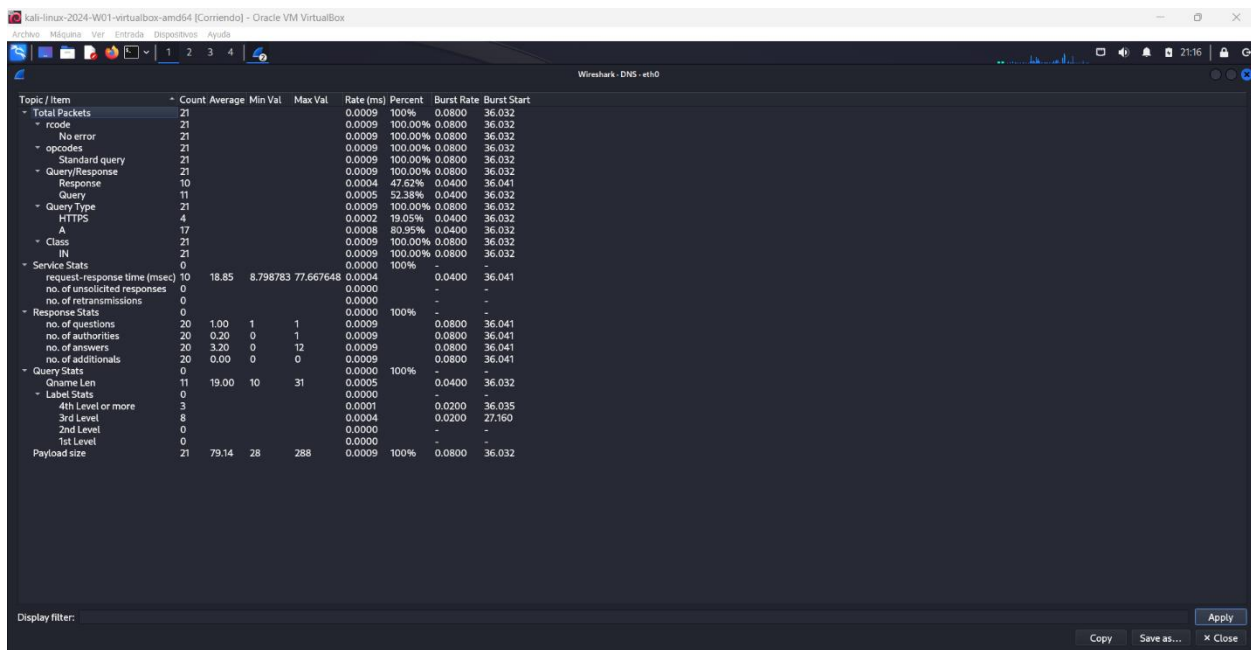 kali-linux-2024-W01-virtualbox-amd64 [Corriendo] - Oracle VM VirtualBox
Archivo Máquina Ver Entrada Dispositivos Ayuda
1 2 3 4 21:16
Wireshark · DNS · eth0
Topic / Item Count Average Min Val Max Val Rate (ms) Percent Burst Rate Burst Start
Total Packets 21 0.0009 100% 0.0800 36.032
rcode 21 0.0009 100.00% 0.0800 36.032
No error 21 0.0009 100.00% 0.0800 36.032
opcodes 21 0.0009 100.00% 0.0800 36.032
Standard query 21 0.0009 100.00% 0.0800 36.032
Query/Response 21 0.0009 100.00% 0.0800 36.032
Response 10 0.0004 47.62% 0.0400 36.041
Query 11 0.0005 52.38% 0.0400 36.032
Query Type 21 0.0009 100.00% 0.0800 36.032
HTTPS 4 0.0002 19.05% 0.0400 36.032
A 17 0.0008 80.95% 0.0400 36.032
Class 21 0.0009 100.00% 0.0800 36.032
IN 21 0.0009 100.00% 0.0800 36.032
Service Stats 0 0.0000 100% - -
request-response time (msec) 10 18.85 8.798783 77.667648 0.0004 0.0400 36.041
no. of unsolicited responses 0 0.0000 - -
no. of retransmissions 0 0.0000 - -
Response Stats 0 0.0000 100% - -
no. of questions 20 1.00 1 1 0.0009 0.0800 36.041
no. of authorities 20 0.20 0 1 0.0009 0.0800 36.041
no. of answers 20 3.20 0 12 0.0009 0.0800 36.041
no. of additionals 20 0.00 0 0 0.0009 0.0800 36.041
Query Stats 0 0.0000 100% - -
Qname Len 11 19.00 10 31 0.0005 0.0400 36.032
Label Stats 0 0.0000 - -
4th Level or more 3 0.0001 0.0200 36.035
3rd Level 8 0.0004 0.0200 27.160
2nd Level 0 0.0000 - -
1st Level 0 0.0000 - -
Payload size 21 79.14 28 288 0.0009 100% 0.0800 36.032
Display filter: Apply
Copy Save as... × Close